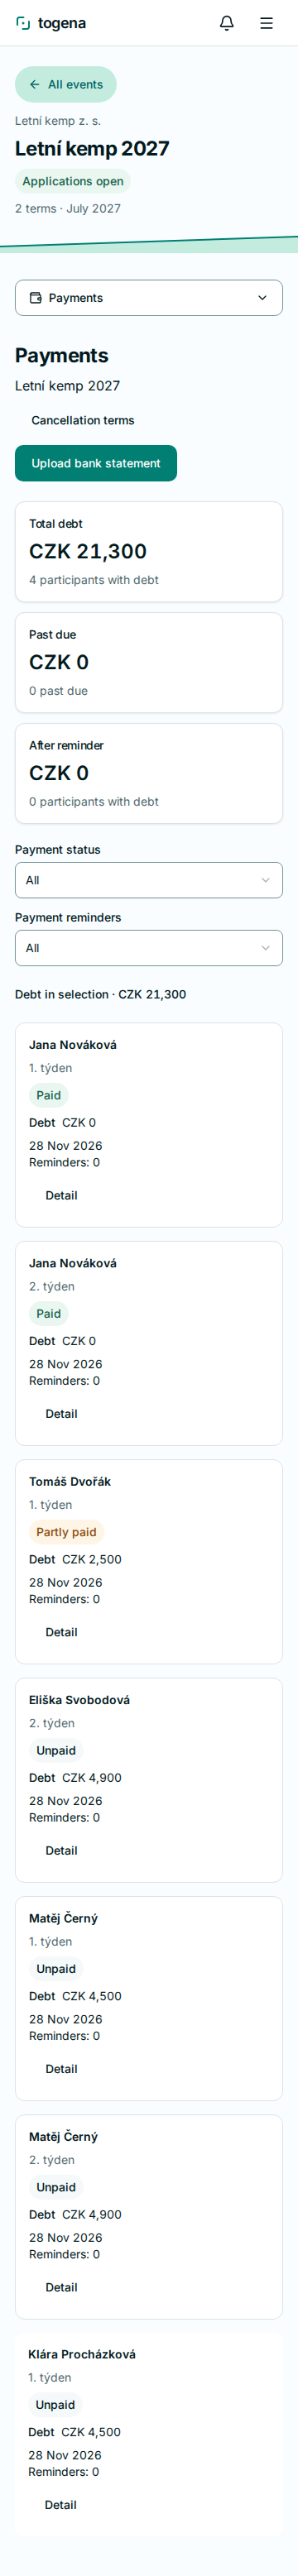 togena
All events
Letní kemp z. s.
Letní kemp 2027
Applications open
2 terms · July 2027
Payments
Payments
Letní kemp 2027
Cancellation terms
Upload bank statement
Total debt
CZK 21,300
4 participants with debt
Past due
CZK 0
0 past due
After reminder
CZK 0
0 participants with debt
Payment status
All
Payment reminders
All
Debt in selection · CZK 21,300
Jana Nováková
1. týden
Paid
Debt CZK 0
28 Nov 2026
Reminders: 0
Detail
Jana Nováková
2. týden
Paid
Debt CZK 0
28 Nov 2026
Reminders: 0
Detail
Tomáš Dvořák
1. týden
Partly paid
Debt CZK 2,500
28 Nov 2026
Reminders: 0
Detail
Eliška Svobodová
2. týden
Unpaid
Debt CZK 4,900
28 Nov 2026
Reminders: 0
Detail
Matěj Černý
1. týden
Unpaid
Debt CZK 4,500
28 Nov 2026
Reminders: 0
Detail
Matěj Černý
2. týden
Unpaid
Debt CZK 4,900
28 Nov 2026
Reminders: 0
Detail
Klára Procházková
1. týden
Unpaid
Debt CZK 4,500
28 Nov 2026
Reminders: 0
Detail